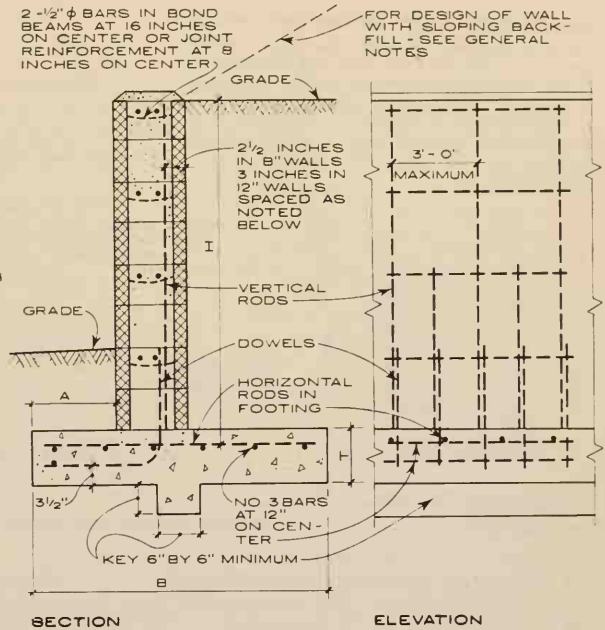 2-½" ϕ BARS IN BOND
BEAMS AT 16 INCHES
ON CENTER OR JOINT
REINFORCEMENT AT 8
INCHES ON CENTER
FOR DESIGN OF WALL
WITH SLOPING BACK-
FILL - SEE GENERAL
NOTES
GRADE
2½ INCHES
IN 8" WALLS
3 INCHES IN
12" WALLS
SPACED AS
NOTED
BELOW
3'-0"
MAXIMUM
H
VERTICAL
RODS
GRADE
DOWELS
A
HORIZONTAL
RODS IN
FOOTING
T
3½"
NO 3 BARS
AT 12"
ON CEN-
TER
KEY 6" BY 6" MINIMUM
B
SECTION
ELEVATION